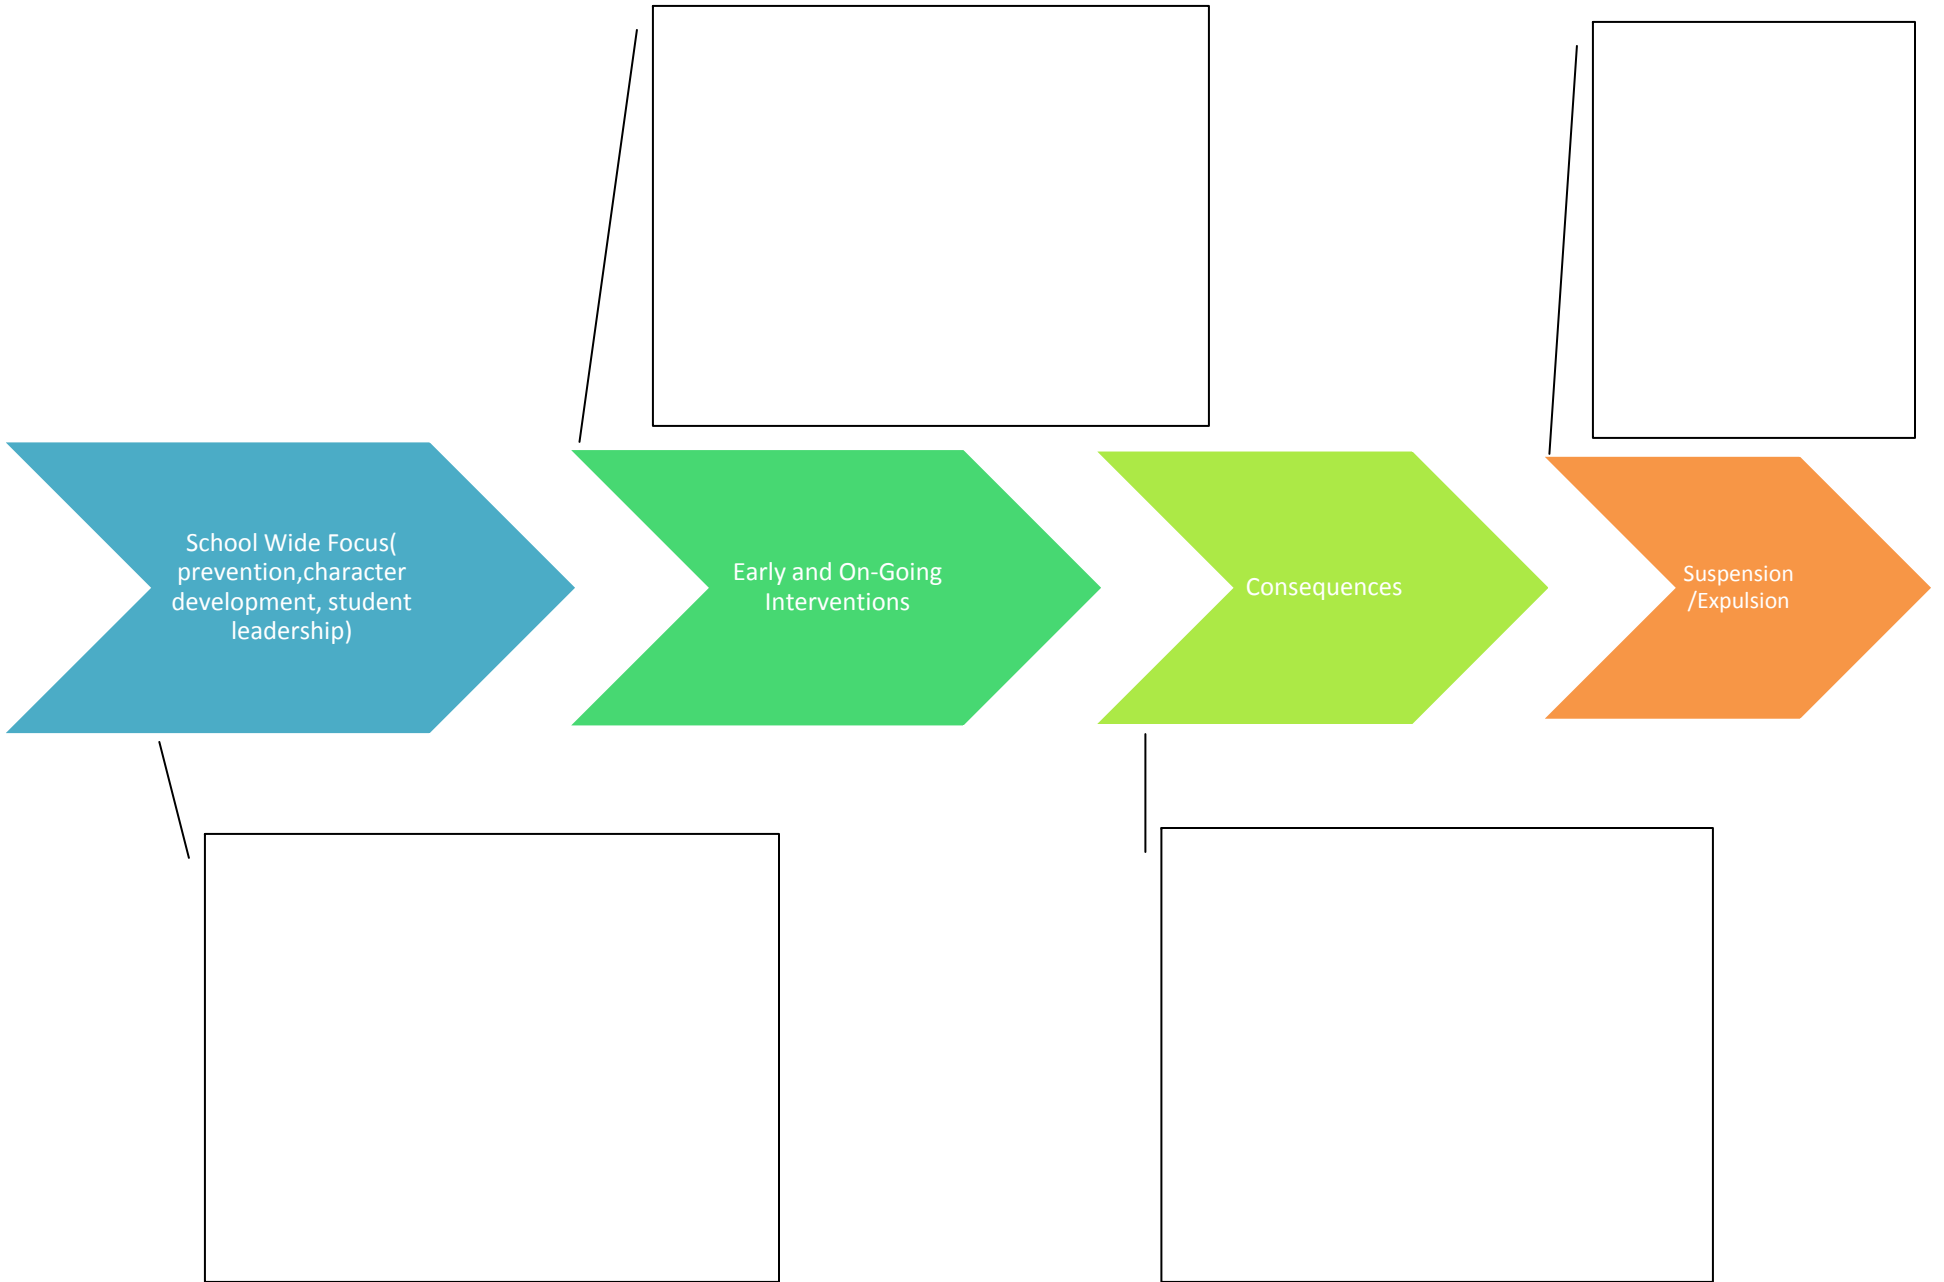 School Wide Focus(
prevention,character
development, student
leadership)
Early and On-Going
Interventions
Consequences
Suspension
/Expulsion